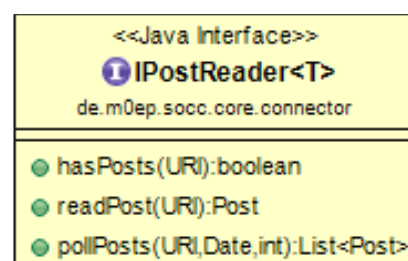 <<Java Interface>>
I IPostReader<T>
de.m0ep.socc.core.connector
hasPosts(URI):boolean
readPost(URI):Post
pollPosts(URI,Date,int):List<Post>